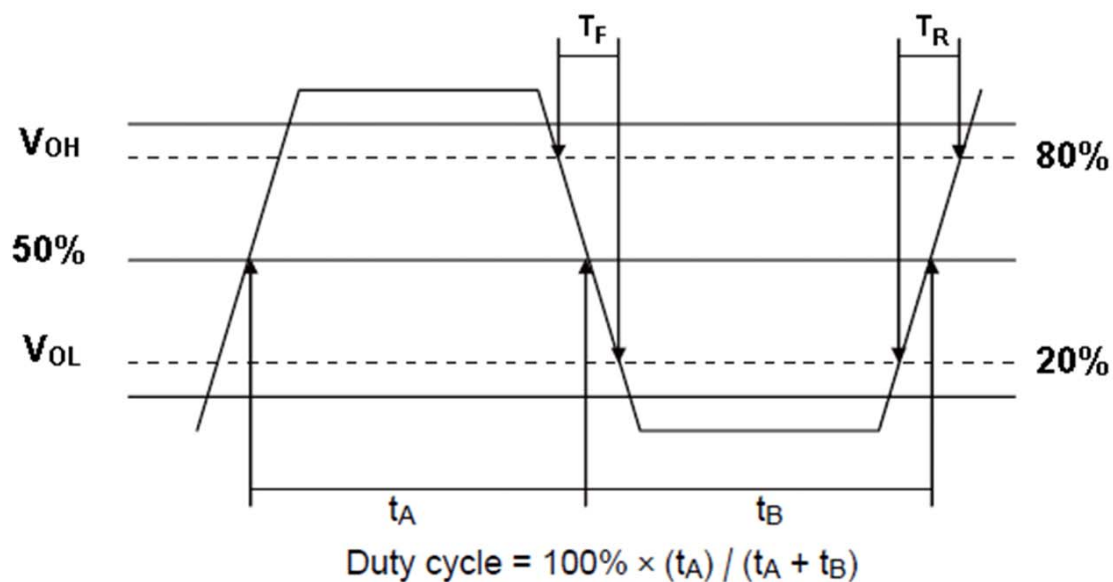 T_F T_R
V_OH 80%
50%
V_OL 20%
t_A t_B
Duty cycle = 100% × (t_A) / (t_A + t_B)